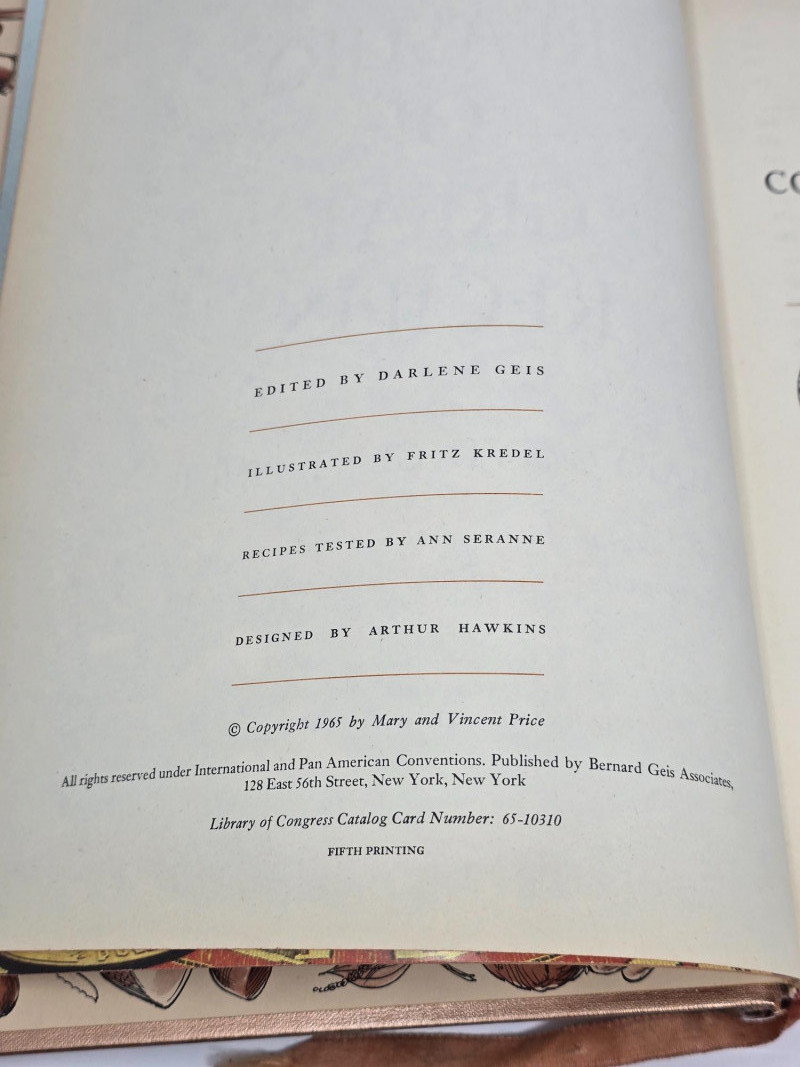 EDITED BY DARLENE GEIS
ILLUSTRATED BY FRITZ KREDEL
RECIPES TESTED BY ANN SERANNE
DESIGNED BY ARTHUR HAWKINS
© Copyright 1965 by Mary and Vincent Price
All rights reserved under International and Pan American Conventions. Published by Bernard Geis Associates,
128 East 56th Street, New York, New York
Library of Congress Catalog Card Number: 65-10310
FIFTH PRINTING
CO